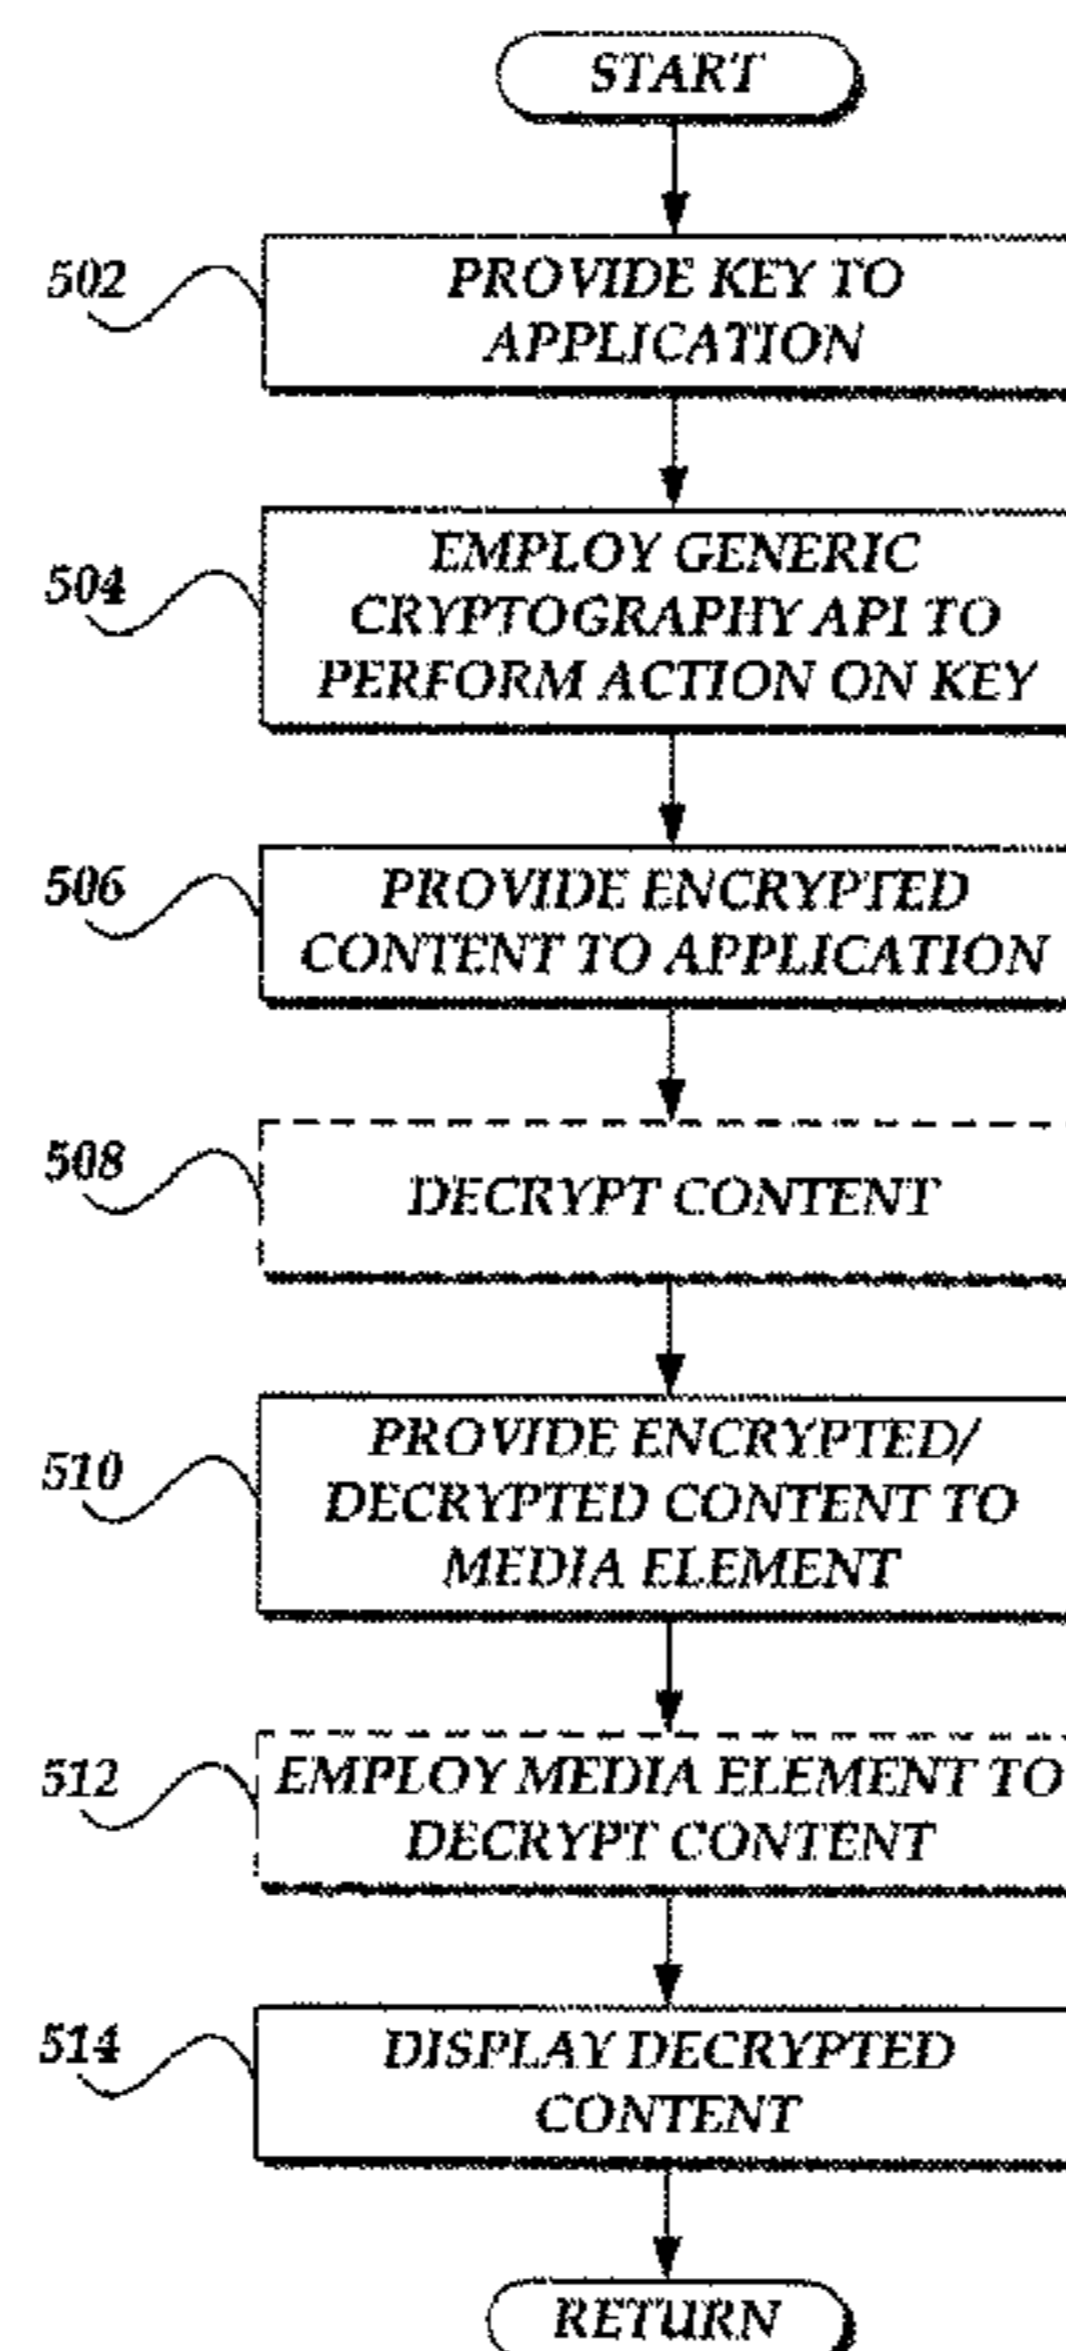 START
502
PROVIDE KEY TO
APPLICATION
504
EMPLOY GENERIC
CRYPTOGRAPHY API TO
PERFORM ACTION ON KEY
506
PROVIDE ENCRYPTED
CONTENT TO APPLICATION
508
DECRYPT CONTENT
510
PROVIDE ENCRYPTED/
DECRYPTED CONTENT TO
MEDIA ELEMENT
512
EMPLOY MEDIA ELEMENT TO
DECRYPT CONTENT
514
DISPLAY DECRYPTED
CONTENT
RETURN